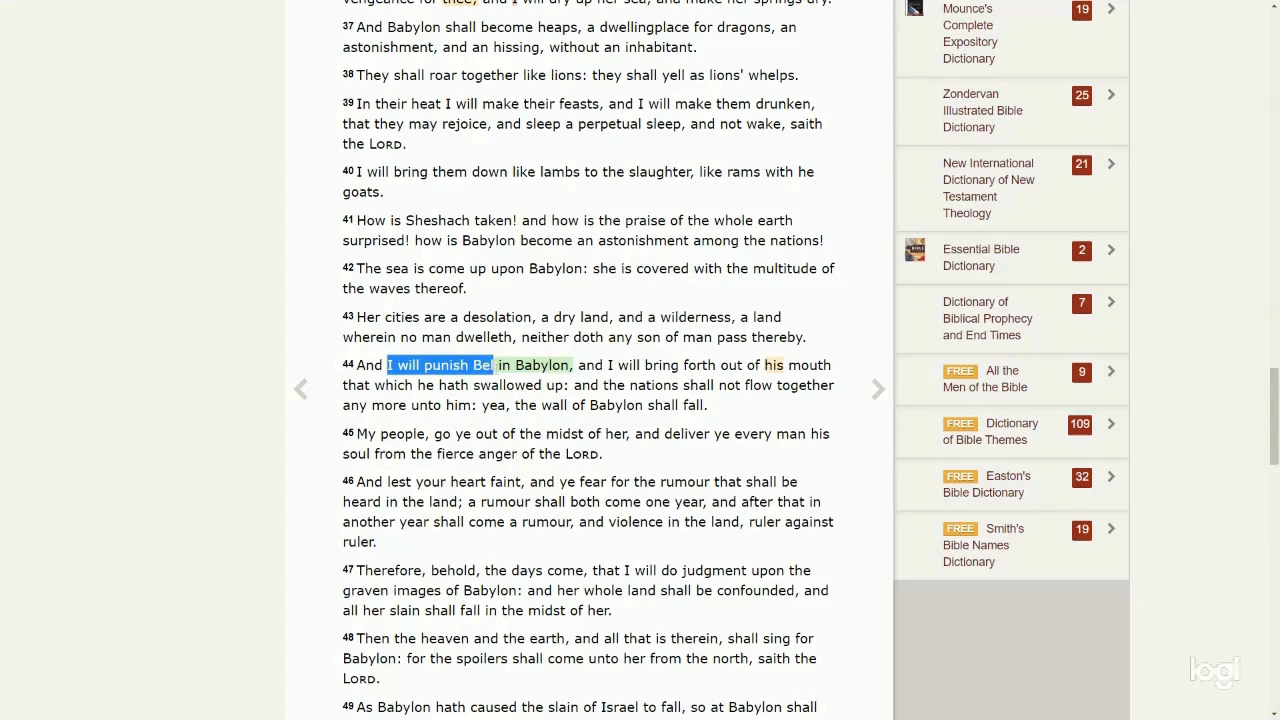 vengeance for thee; and I will dry up her sea, and make her springs dry.
37 And Babylon shall become heaps, a dwellingplace for dragons, an
astonishment, and an hissing, without an inhabitant.
38 They shall roar together like lions: they shall yell as lions' whelps.
39 In their heat I will make their feasts, and I will make them drunken,
that they may rejoice, and sleep a perpetual sleep, and not wake, saith
the LORD.
40 I will bring them down like lambs to the slaughter, like rams with he
goats.
41 How is Sheshach taken! and how is the praise of the whole earth
surprised! how is Babylon become an astonishment among the nations!
42 The sea is come up upon Babylon: she is covered with the multitude of
the waves thereof.
43 Her cities are a desolation, a dry land, and a wilderness, a land
wherein no man dwelleth, neither doth any son of man pass thereby.
44 And I will punish Bel in Babylon, and I will bring forth out of his mouth
that which he hath swallowed up: and the nations shall not flow together
any more unto him: yea, the wall of Babylon shall fall.
45 My people, go ye out of the midst of her, and deliver ye every man his
soul from the fierce anger of the LORD.
46 And lest your heart faint, and ye fear for the rumour that shall be
heard in the land; a rumour shall both come one year, and after that in
another year shall come a rumour, and violence in the land, ruler against
ruler.
47 Therefore, behold, the days come, that I will do judgment upon the
graven images of Babylon: and her whole land shall be confounded, and
all her slain shall fall in the midst of her.
48 Then the heaven and the earth, and all that is therein, shall sing for
Babylon: for the spoilers shall come unto her from the north, saith the
LORD.
49 As Babylon hath caused the slain of Israel to fall, so at Babylon shall
Mounce's 19
Complete
Expository
Dictionary
Zondervan 25
Illustrated Bible
Dictionary
New International 21
Dictionary of New
Testament
Theology
Essential Bible 2
Dictionary
Dictionary of 7
Biblical Prophecy
and End Times
FREE All the 9
Men of the Bible
FREE Dictionary 109
of Bible Themes
FREE Easton's 32
Bible Dictionary
FREE Smith's 19
Bible Names
Dictionary
logi